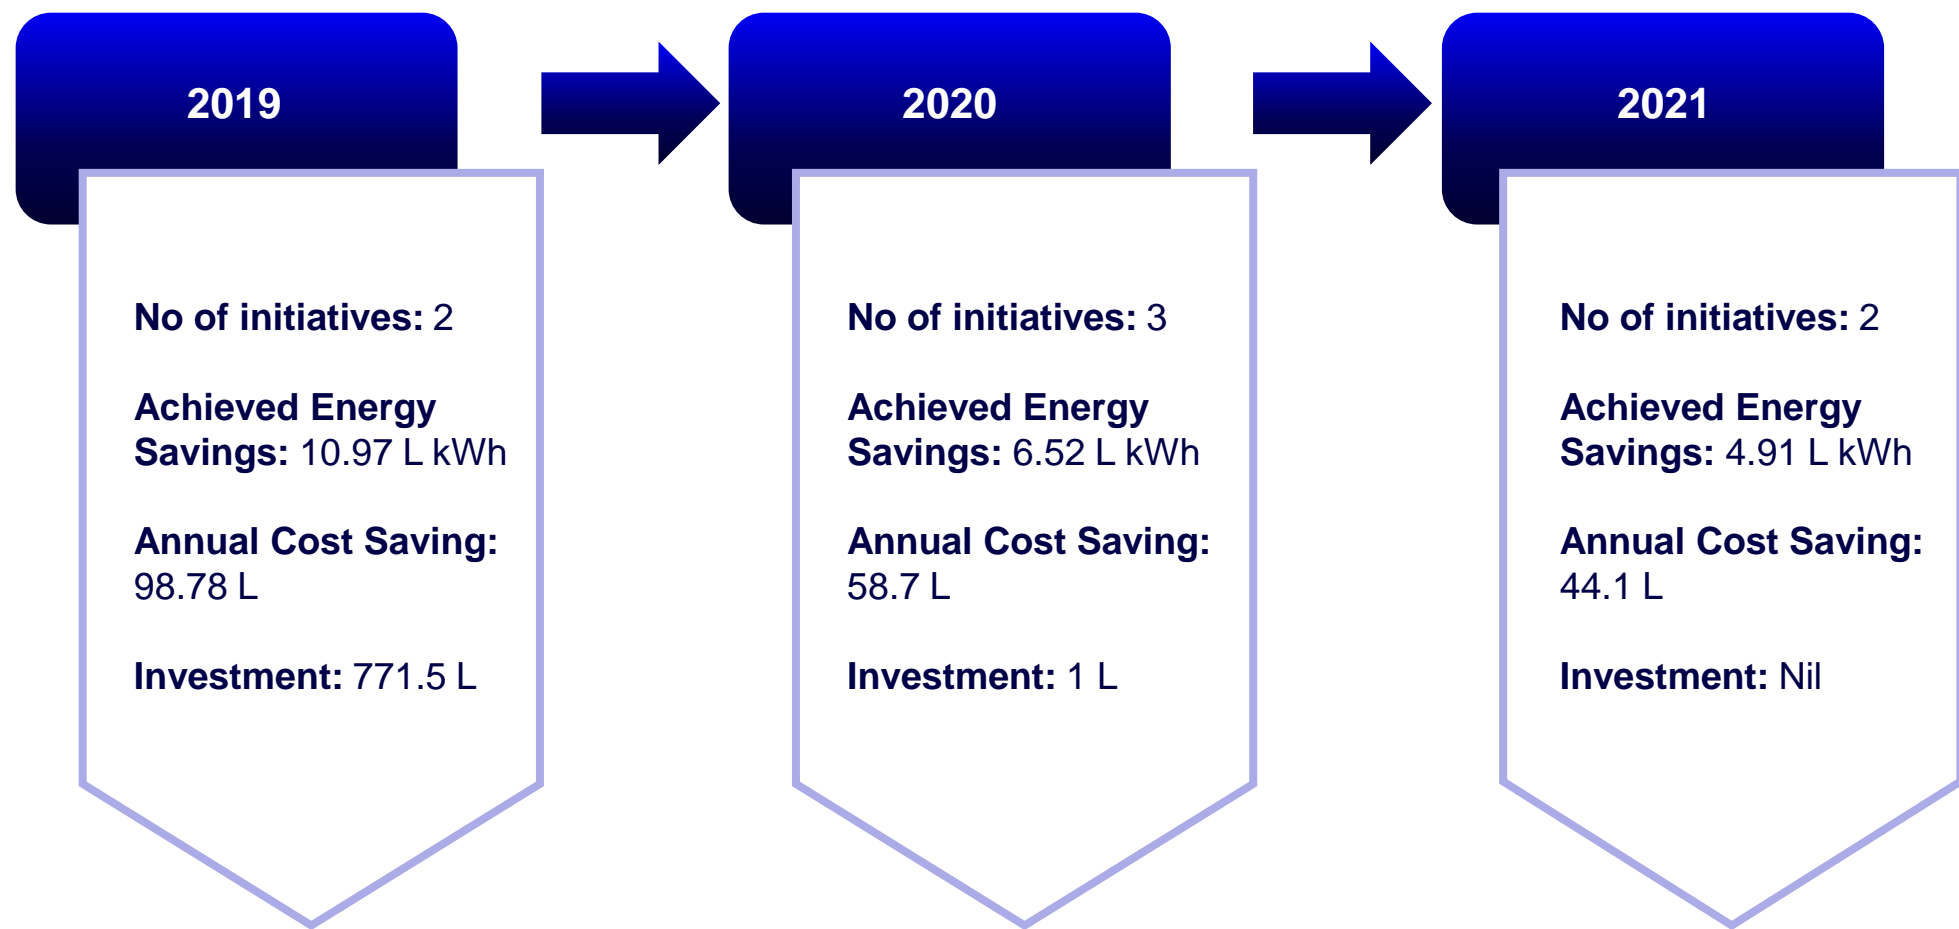 2019
No of initiatives: 2
Achieved Energy
Savings: 10.97 L kWh
Annual Cost Saving:
98.78 L
Investment: 771.5 L
2020
No of initiatives: 3
Achieved Energy
Savings: 6.52 L kWh
Annual Cost Saving:
58.7 L
Investment: 1 L
2021
No of initiatives: 2
Achieved Energy
Savings: 4.91 L kWh
Annual Cost Saving:
44.1 L
Investment: Nil